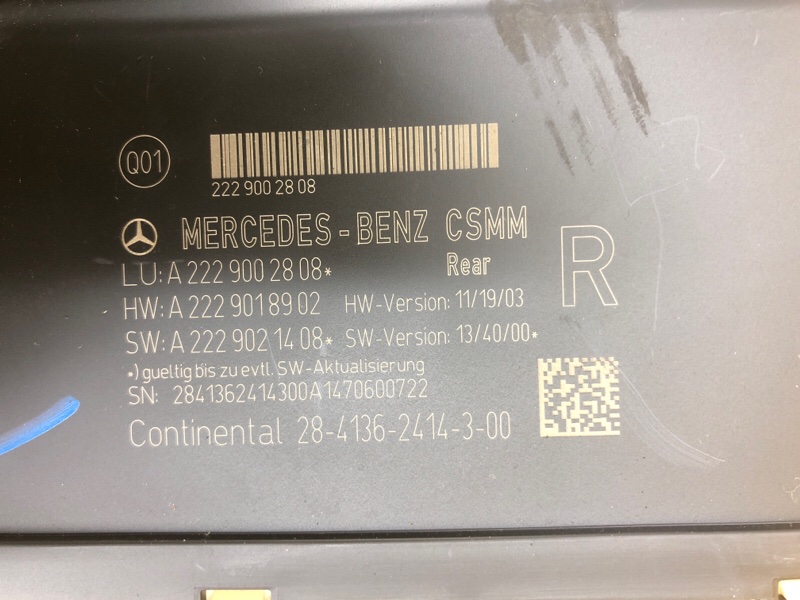 Q01
222 900 28 08
MERCEDES-BENZ CSMM
LU: A 222 900 28 08* Rear
R
HW: A 222 901 89 02 HW-Version: 11/19/03
SW: A 222 902 14 08* SW-Version: 13/40/00*
*) gueltig bis zu evtl. SW-Aktualisierung
SN: 2841362414300A1470600722
Continental 28-4136-2414-3-00